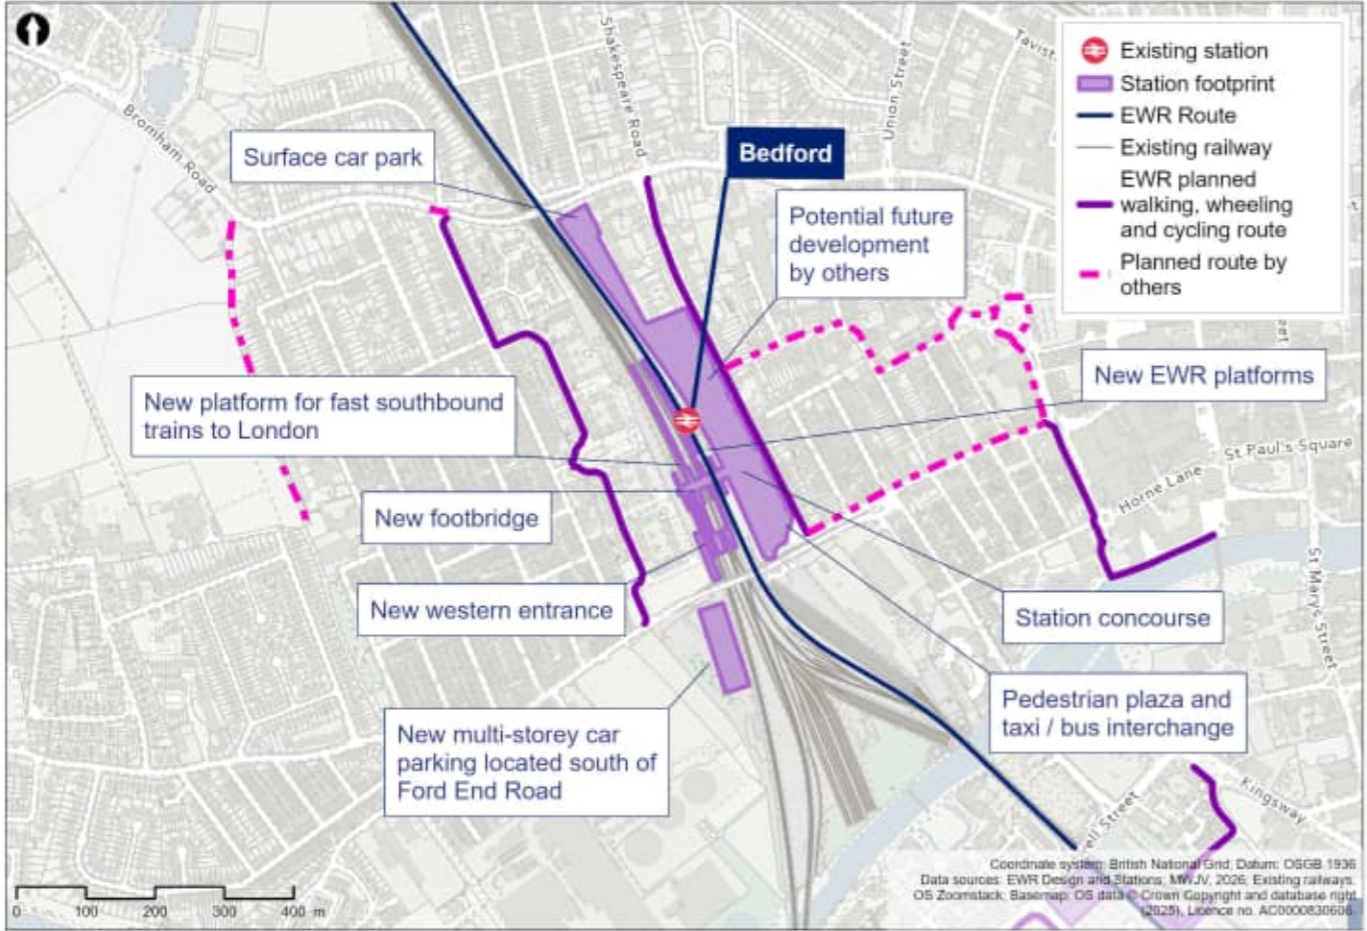 Shakespeare Road
Union Street
Tavist.
Bromham Road
Existing station
Station footprint
EWR Route
Existing railway
EWR planned
walking, wheeling
and cycling route
Planned route by
others
Surface car park
Bedford
Potential future
development
by others
New EWR platforms
New platform for fast southbound
trains to London
St Paul's Square
Horne Lane
New footbridge
New western entrance
Station concourse
St Mary's Street
Pedestrian plaza and
taxi / bus interchange
New multi-storey car
parking located south of
Ford End Road
Kingsway
ell Street
0 100 200 300 400 m
Coordinate system: British National Grid; Datum: OSGB 1936
Data sources: EWR Design and Stations; MWJV, 2026; Existing railways:
OS Zoomstack; Basemap: OS data © Crown Copyright and database right
(2025), Licence no. AC0000830606.